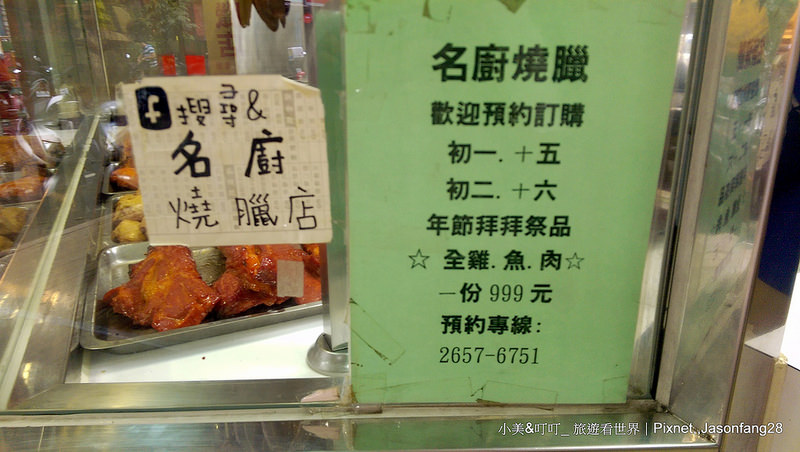 f 搜尋&
名廚
燒臘店
名廚燒臘
歡迎預約訂購
初一.十五
初二.十六
年節拜拜祭品
☆ 全雞.魚.肉☆
一份 999 元
預約專線:
2657-6751
小美&叮叮_ 旅遊看世界｜Pixnet ,Jasonfang28